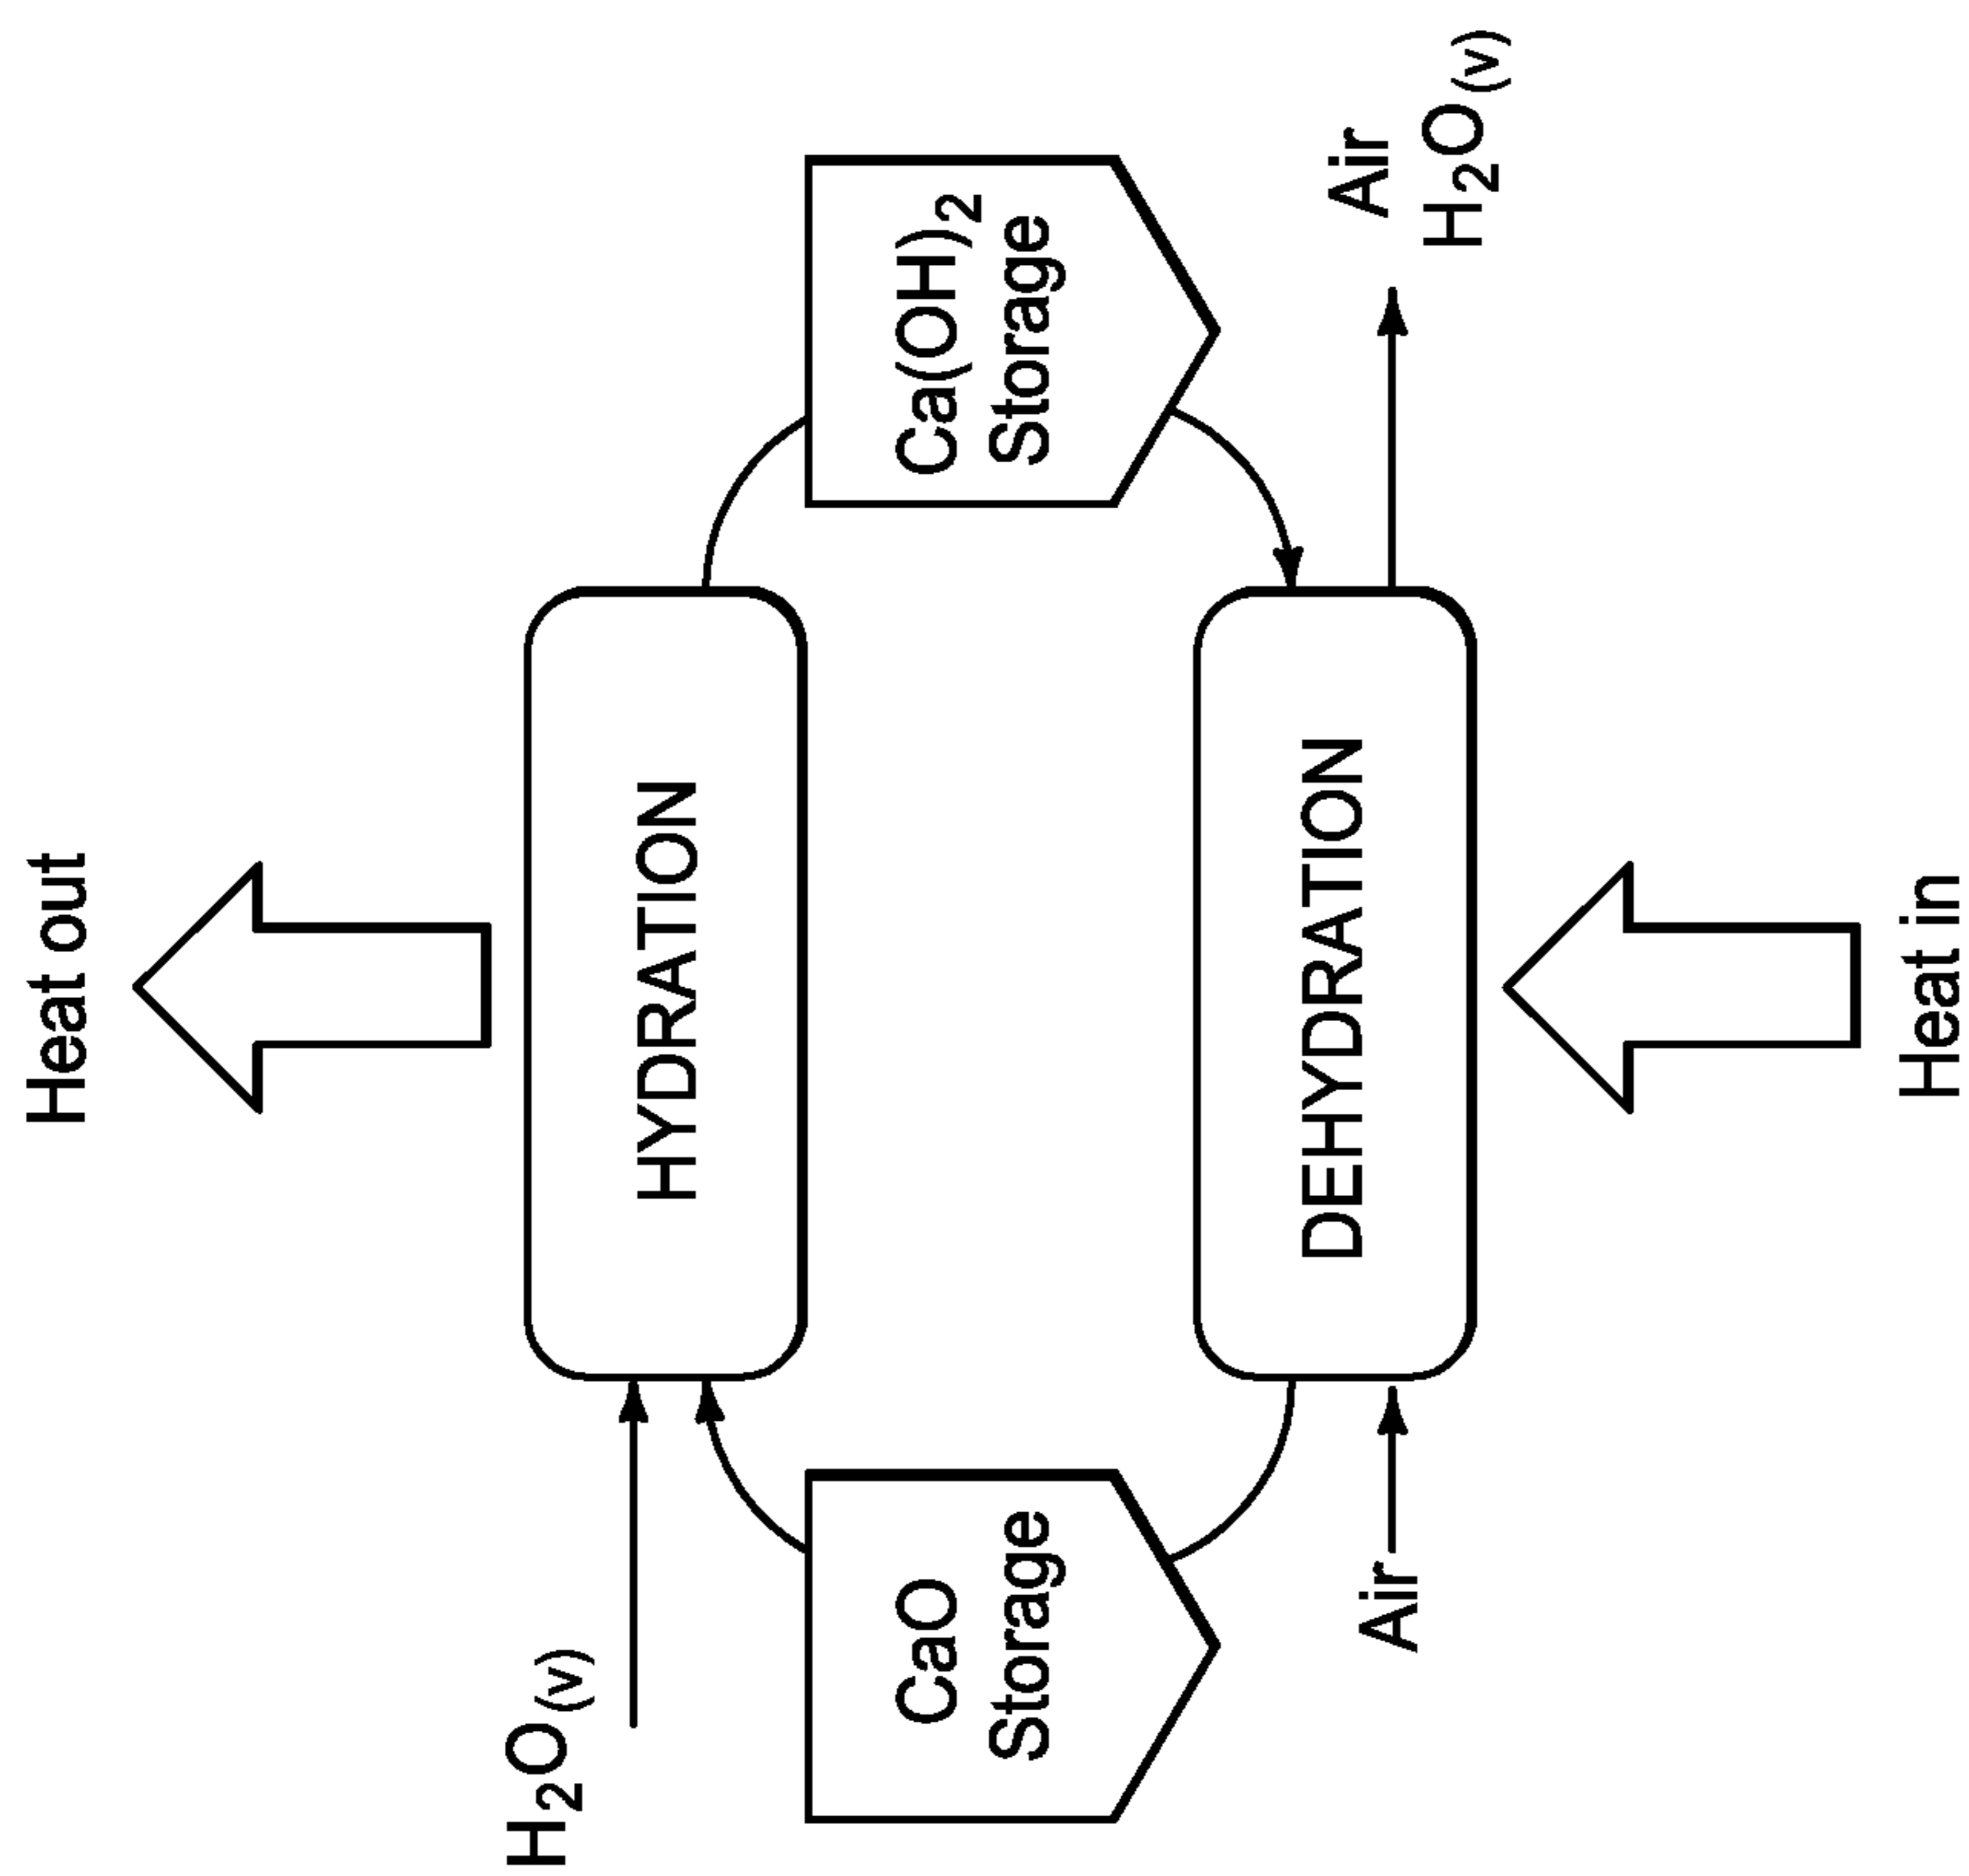 Heat out
H2O(v)
HYDRATION
CaO
Storage
Ca(OH)2
Storage
DEHYDRATION
Air
Air
H2O(v)
Heat in